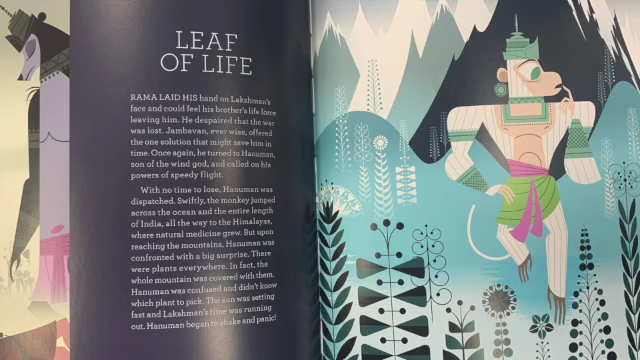 LEAF
OF LIFE
RAMA LAID HIS hand on Lakshman's
face and could feel his brother's life force
leaving him. He despaired that the war
was lost. Jambavan, ever wise, offered
the one solution that might save him in
time. Once again, he turned to Hanuman,
son of the wind god, and called on his
powers of speedy flight.
With no time to lose, Hanuman was
dispatched. Swiftly, the monkey jumped
across the ocean and the entire length
of India, all the way to the Himalayas,
where natural medicine grew. But upon
reaching the mountains, Hanuman was
confronted with a big surprise. There
were plants everywhere. In fact, the
whole mountain was covered with them.
Hanuman was confused and didn't know
which plant to pick. The sun was setting
fast and Lakshman's time was running
out. Hanuman began to shake and panic!